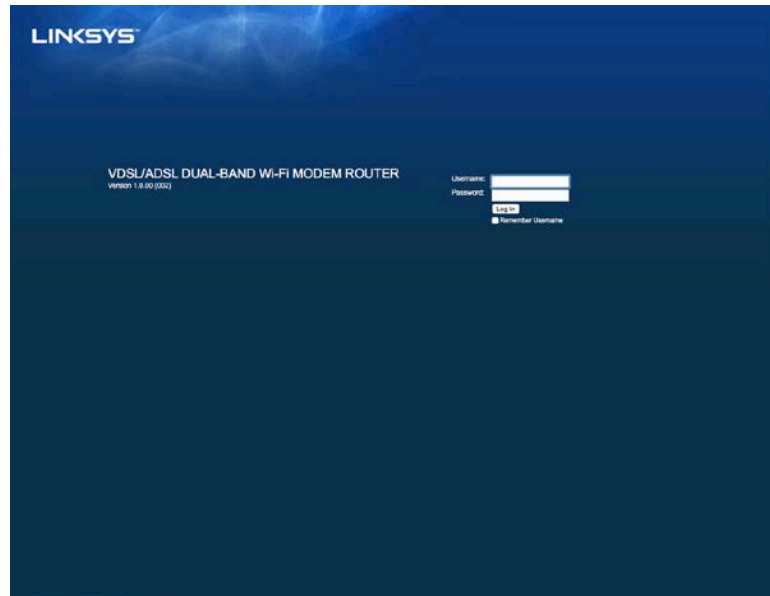 LINKSYS™
VDSL/ADSL DUAL-BAND Wi-Fi MODEM ROUTER
Version 1.0.00 (002)
Username:
Password:
Log In
Remember Username